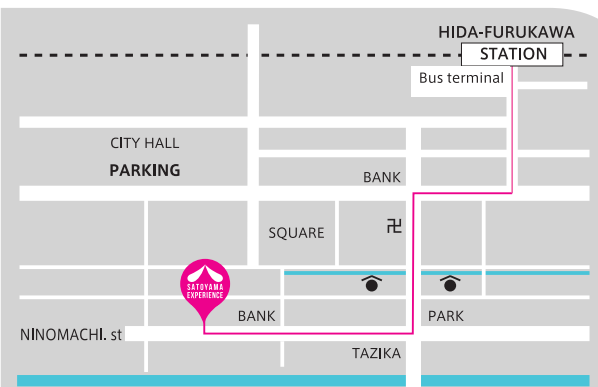 HIDA-FURUKAWA
STATION
Bus terminal
CITY HALL
PARKING
BANK
SQUARE
卍
SATOYAMA
EXPERIENCE
BANK
PARK
NINOMACHI. st
TAZIKA